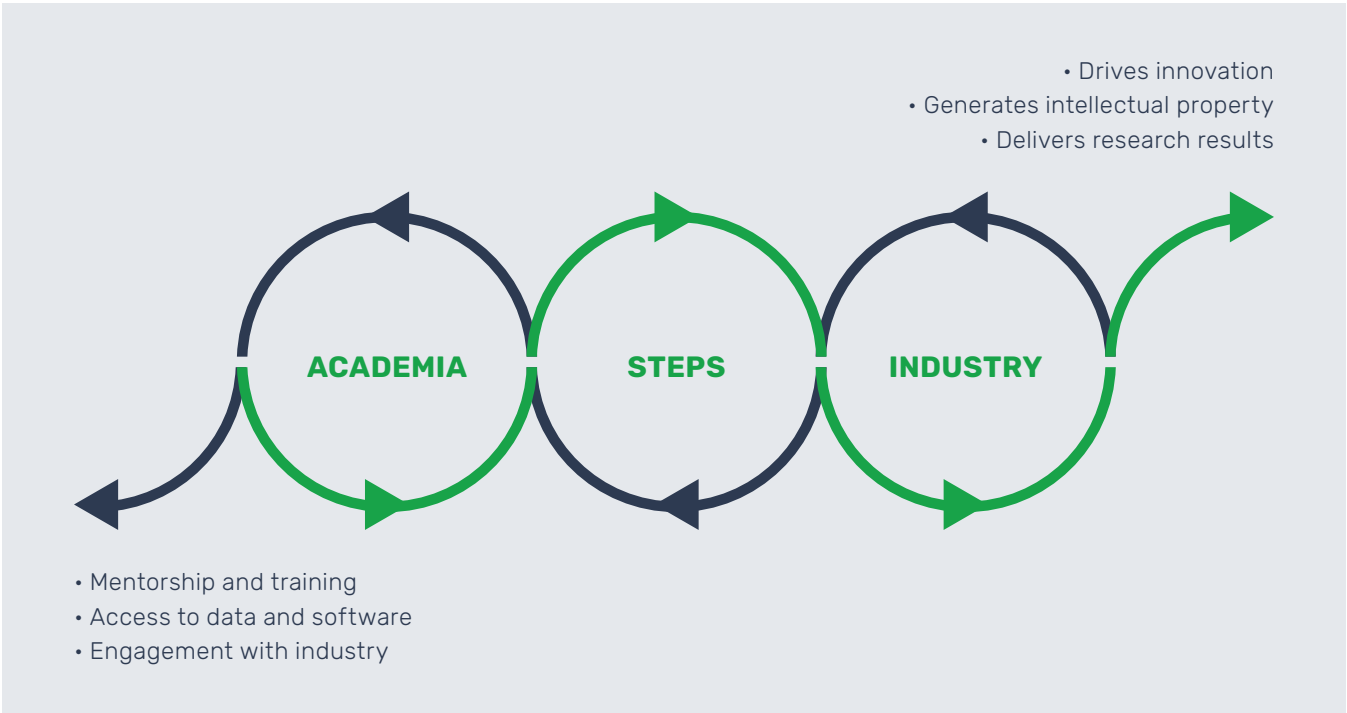 • Drives innovation
• Generates intellectual property
• Delivers research results
ACADEMIA
STEPS
INDUSTRY
• Mentorship and training
• Access to data and software
• Engagement with industry